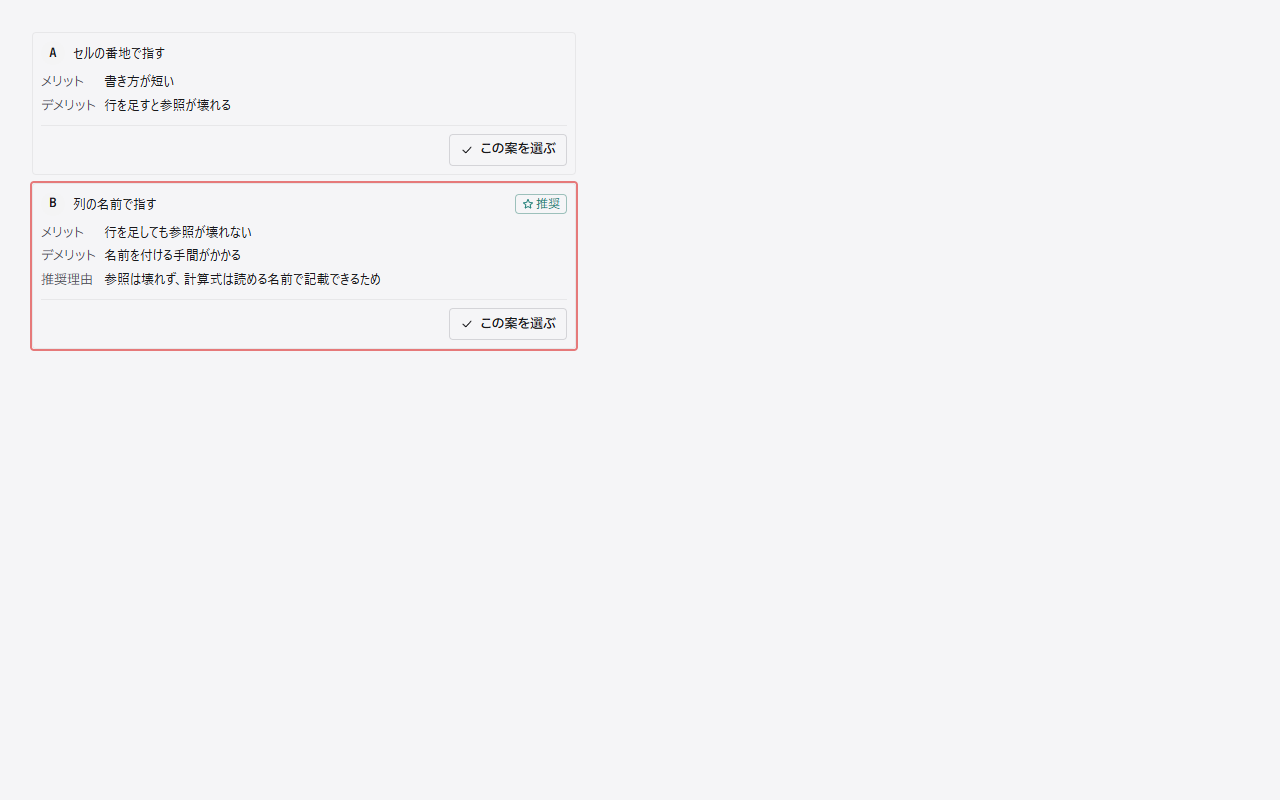 A セルの番地で指す
メリット 書き方が短い
デメリット 行を足すと参照が壊れる
この案を選ぶ
B 列の名前で指す 推奨
メリット 行を足しても参照が壊れない
デメリット 名前を付ける手間がかかる
推奨理由 参照は壊れず、計算式は読める名前で記載できるため
この案を選ぶ